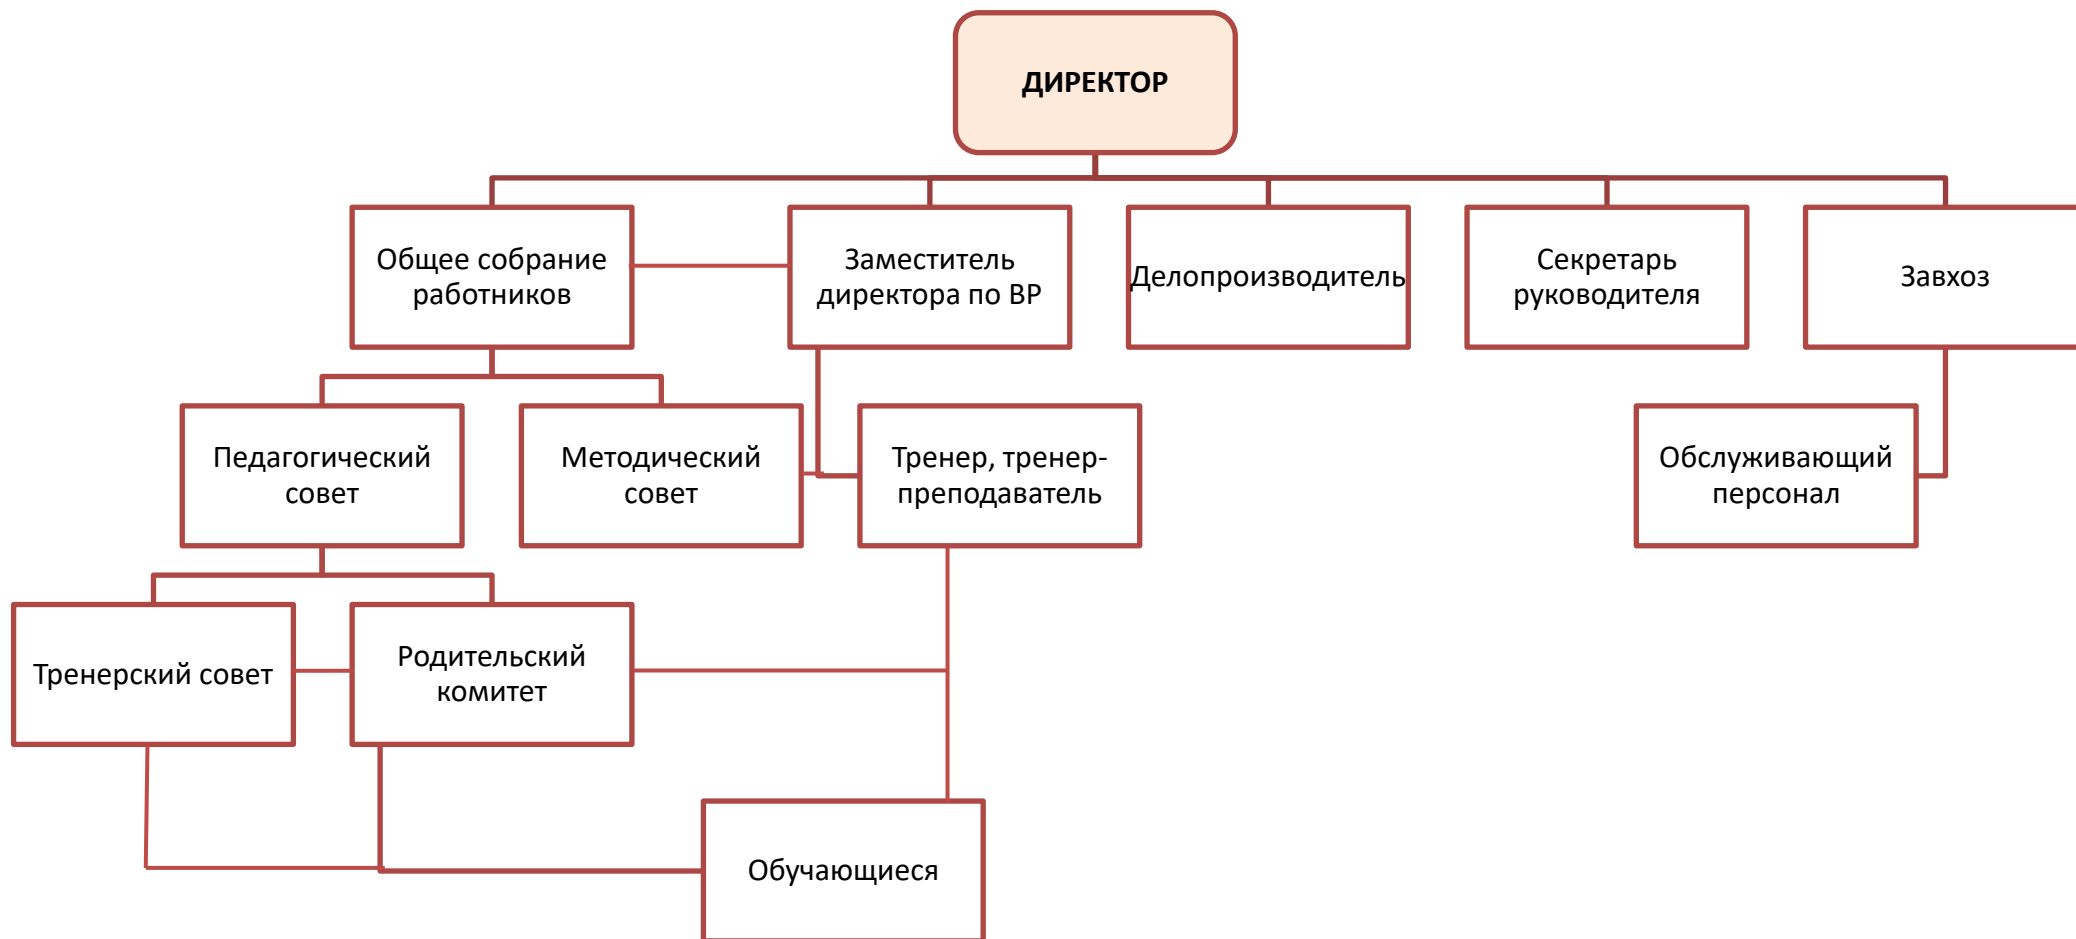 ДИРЕКТОР
Общее собрание
работников
Заместитель
директора по ВР
Делопроизводитель
Секретарь
руководителя
Завхоз
Педагогический
совет
Методический
совет
Тренер, тренер-
преподаватель
Обслуживающий
персонал
Тренерский совет
Родительский
комитет
Обучающиеся